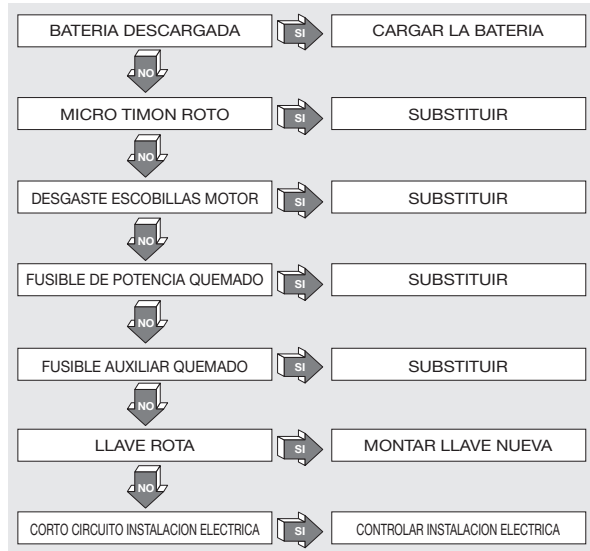 BATERIA DESCARGADA SI CARGAR LA BATERIA
NO
MICRO TIMON ROTO SI SUBSTITUIR
NO
DESGASTE ESCOBILLAS MOTOR SI SUBSTITUIR
NO
FUSIBLE DE POTENCIA QUEMADO SI SUBSTITUIR
NO
FUSIBLE AUXILIAR QUEMADO SI SUBSTITUIR
NO
LLAVE ROTA SI MONTAR LLAVE NUEVA
NO
CORTO CIRCUITO INSTALACION ELECTRICA SI CONTROLAR INSTALACION ELECTRICA